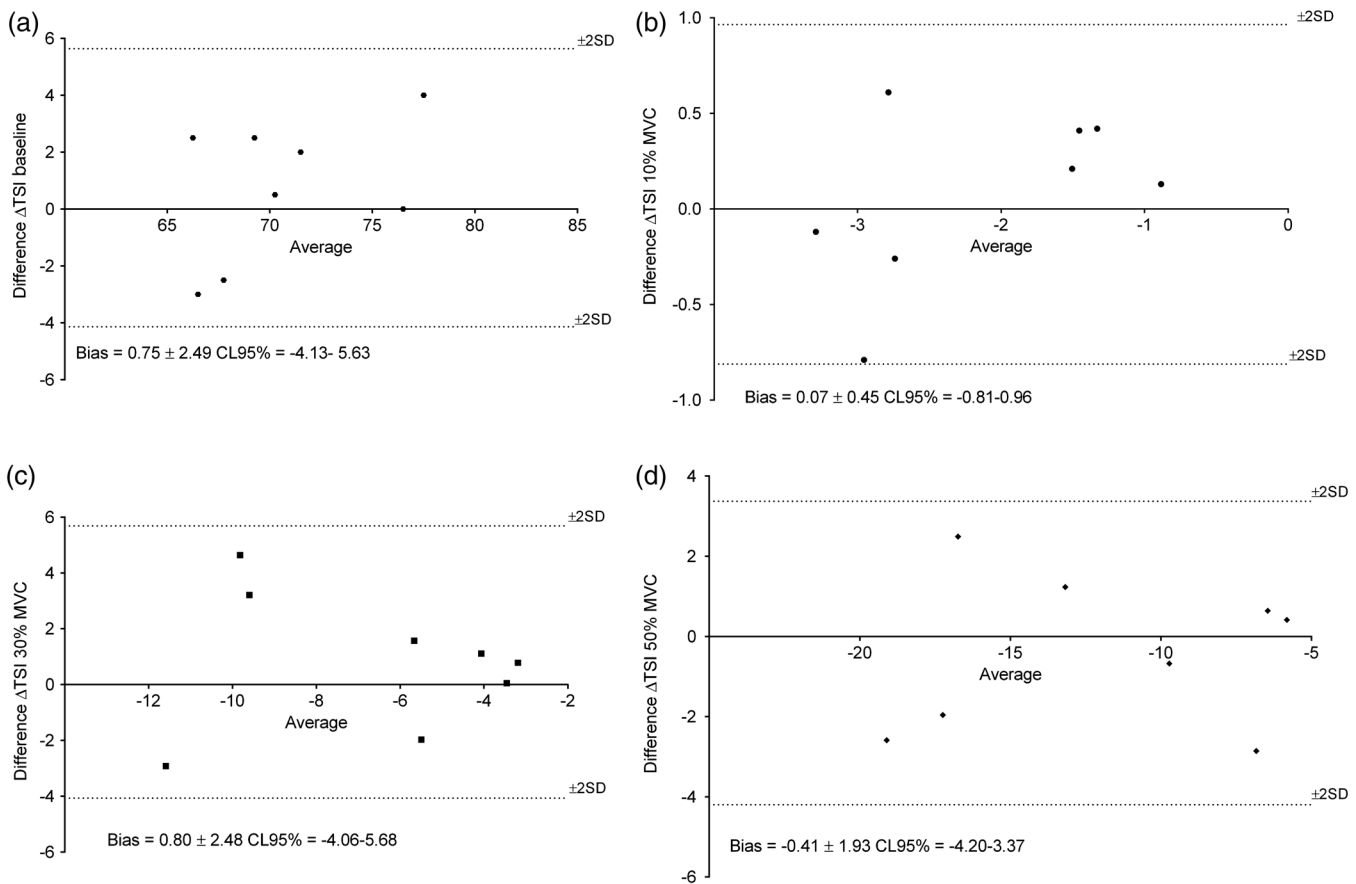 (a)
6
4
2
0
-2
-4
-6
65
70
75
80
85
Average
Difference ΔTSI baseline
±2SD
±2SD
Bias = 0.75 ± 2.49 CL95% = -4.13- 5.63
(b)
1.0
0.5
0.0
-0.5
-1.0
-3
-2
-1
0
Average
Difference ΔTSI 10% MVC
±2SD
±2SD
Bias = 0.07 ± 0.45 CL95% = -0.81-0.96
(c)
6
4
2
0
-2
-4
-6
-12
-10
-8
-6
-4
-2
Average
Difference ΔTSI 30% MVC
±2SD
±2SD
Bias = 0.80 ± 2.48 CL95% = -4.06-5.68
(d)
4
2
0
-2
-4
-6
-20
-15
-10
-5
Average
Difference ΔTSI 50% MVC
±2SD
±2SD
Bias = -0.41 ± 1.93 CL95% = -4.20-3.37